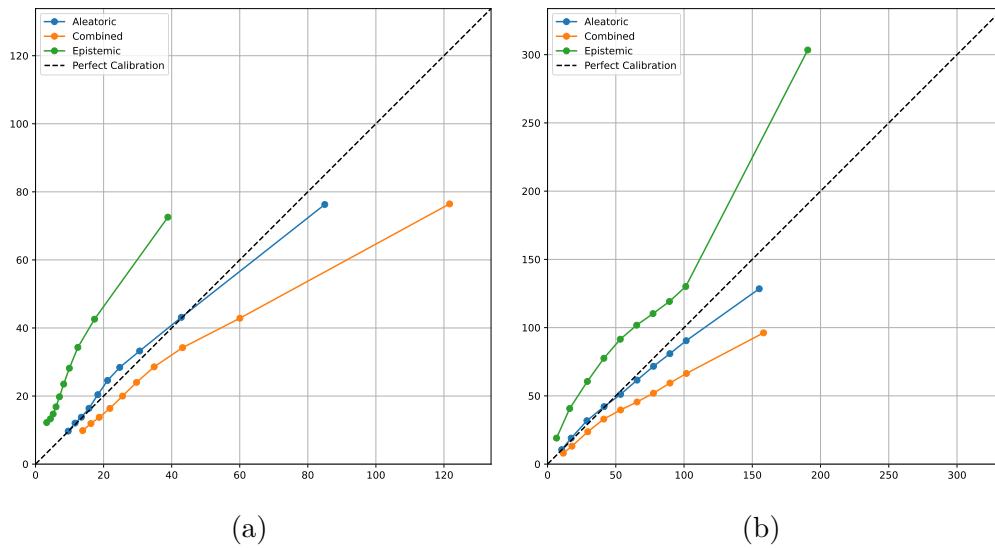 Aleatoric
Combined
Epistemic
Perfect Calibration
120
100
80
60
40
20
0
0 20 40 60 80 100 120
(a)
Aleatoric
Combined
Epistemic
Perfect Calibration
300
250
200
150
100
50
0
0 50 100 150 200 250 300
(b)